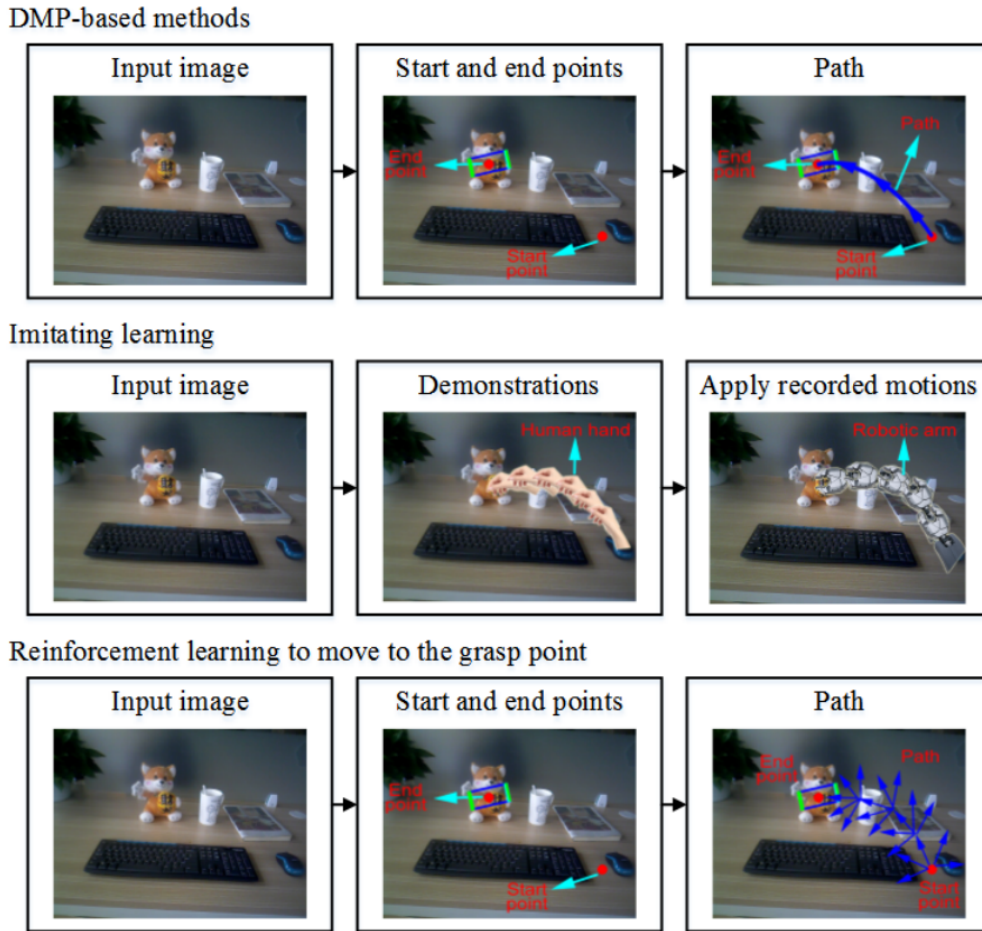 DMP-based methods
Input image
Start and end points
Path
End
point
Start
point
End
point
Path
Start
point
Imitating learning
Input image
Demonstrations
Apply recorded motions
Human hand
Robotic arm
Reinforcement learning to move to the grasp point
Input image
Start and end points
Path
End
point
Start
point
End
point
Path
Start
point